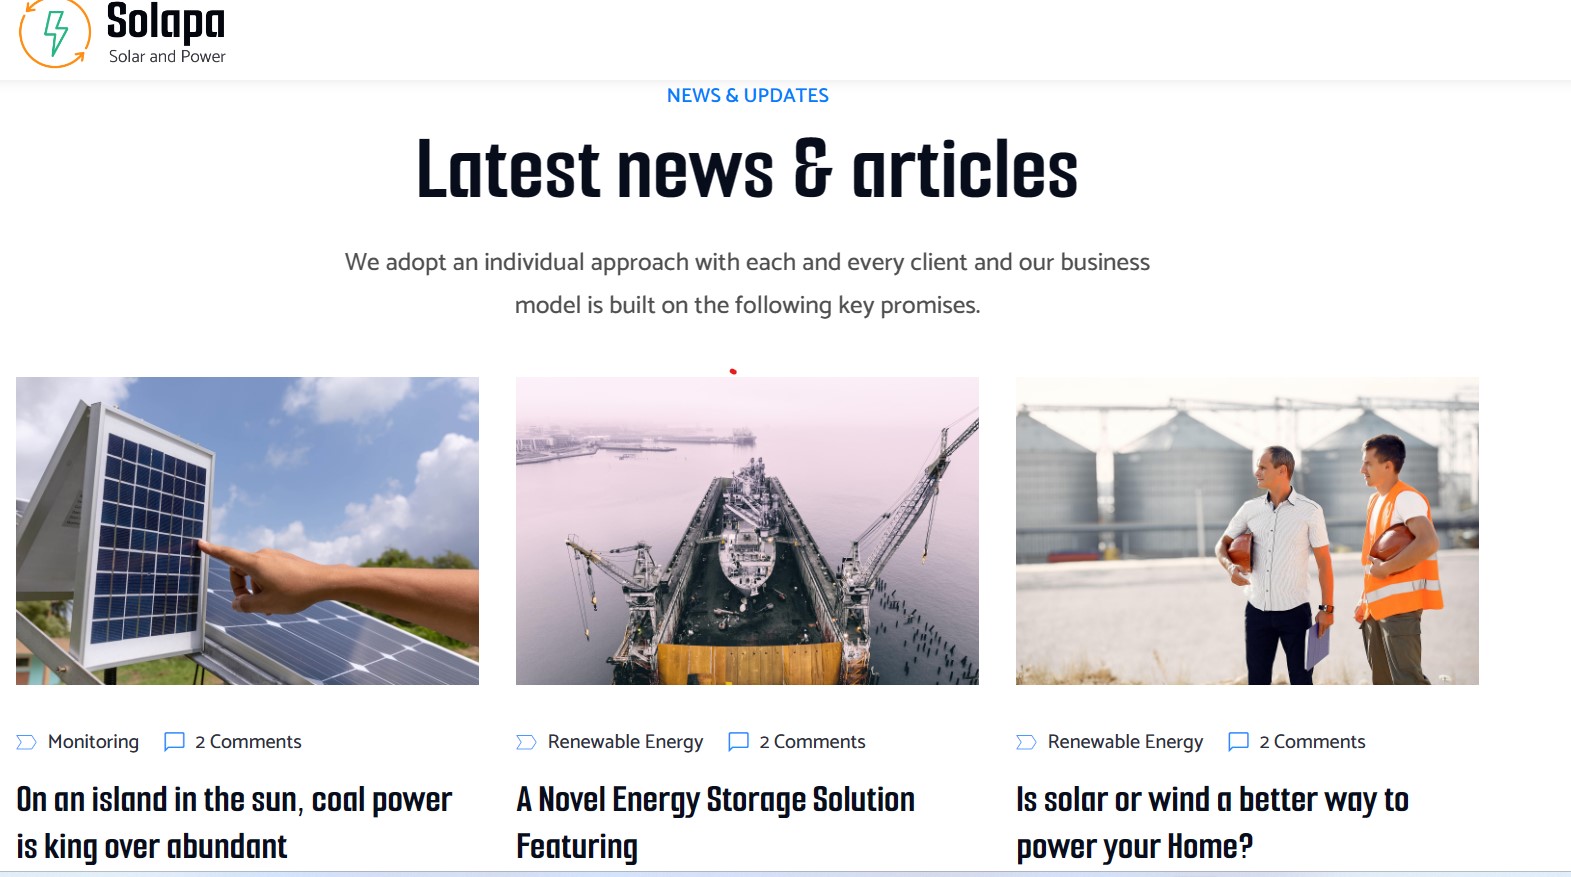 Solapa
Solar and Power
NEWS & UPDATES
Latest news & articles
We adopt an individual approach with each and every client and our business
model is built on the following key promises.
Monitoring 2 Comments
On an island in the sun, coal power
is king over abundant
Renewable Energy 2 Comments
A Novel Energy Storage Solution
Featuring
Renewable Energy 2 Comments
Is solar or wind a better way to
power your Home?